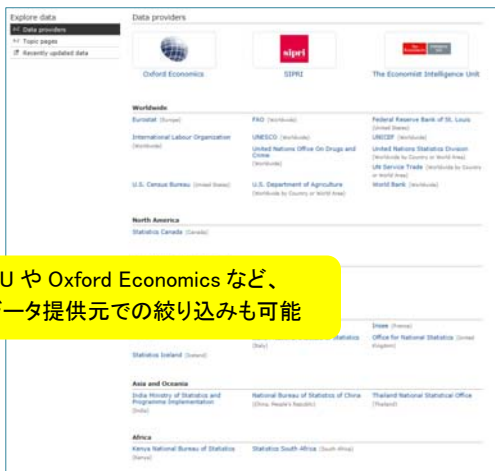 Explore data
Data providers
Data providers
Topic pages
Recently updated data
sipri
Oxford Economics
SIPRI
The Economist Intelligence Unit
Worldwide
Eurostat (Europe)
FAO (Worldwide)
Federal Reserve Bank of St. Louis
(United States)
International Labour Organization
(Worldwide)
UNESCO (Worldwide)
UNICEF (Worldwide)
United Nations Office On Drugs and
Crime
(Worldwide)
United Nations Statistics Division
(Worldwide by Country or World Area)
UN Service Trade (Worldwide by Country
or World Area)
U.S. Census Bureau (United States)
U.S. Department of Agriculture
(Worldwide by Country or World Area)
World Bank (Worldwide)
North America
Statistics Canada (Canada)
U や Oxford Economics など、
データ提供元での絞り込みも可能
Statistics
(Italy)
Insee (France)
Office for National Statistics (United
Kingdom)
Statistics Iceland (Iceland)
Asia and Oceania
India Ministry of Statistics and
Programme Implementation
(India)
National Bureau of Statistics of China
(China, People's Republic)
Thailand National Statistical Office
(Thailand)
Africa
Kenya National Bureau of Statistics
(Kenya)
Statistics South Africa (South Africa)